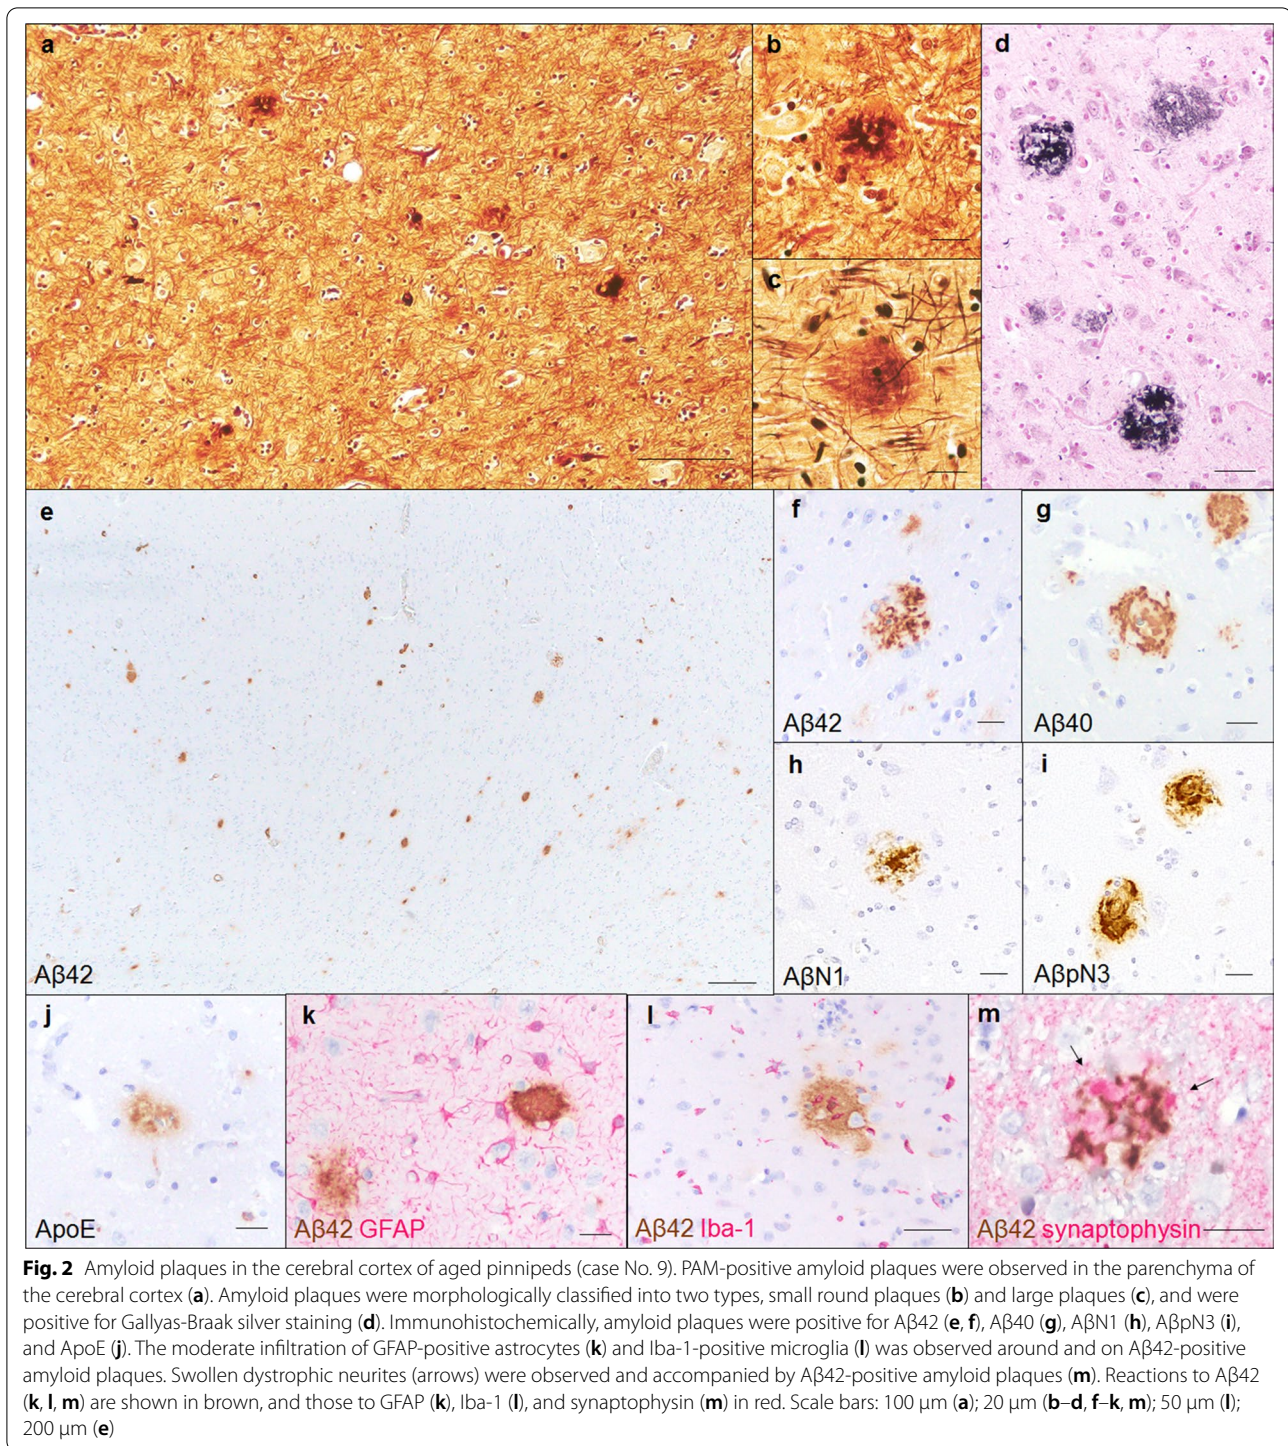 a
b
d
c
e
f
g
Aβ42
Aβ40
h
i
Aβ42
AβN1
AβpN3
j
k
l
m
ApoE
Aβ42 GFAP
Aβ42 Iba-1
Aβ42 synaptophysin
Fig. 2 Amyloid plaques in the cerebral cortex of aged pinnipeds (case No. 9). PAM-positive amyloid plaques were observed in the parenchyma of
the cerebral cortex (a). Amyloid plaques were morphologically classified into two types, small round plaques (b) and large plaques (c), and were
positive for Gallyas-Braak silver staining (d). Immunohistochemically, amyloid plaques were positive for Aβ42 (e, f), Aβ40 (g), AβN1 (h), AβpN3 (i),
and ApoE (j). The moderate infiltration of GFAP-positive astrocytes (k) and Iba-1-positive microglia (l) was observed around and on Aβ42-positive
amyloid plaques. Swollen dystrophic neurites (arrows) were observed and accompanied by Aβ42-positive amyloid plaques (m). Reactions to Aβ42
(k, l, m) are shown in brown, and those to GFAP (k), Iba-1 (l), and synaptophysin (m) in red. Scale bars: 100 μm (a); 20 μm (b–d, f–k, m); 50 μm (l);
200 μm (e)